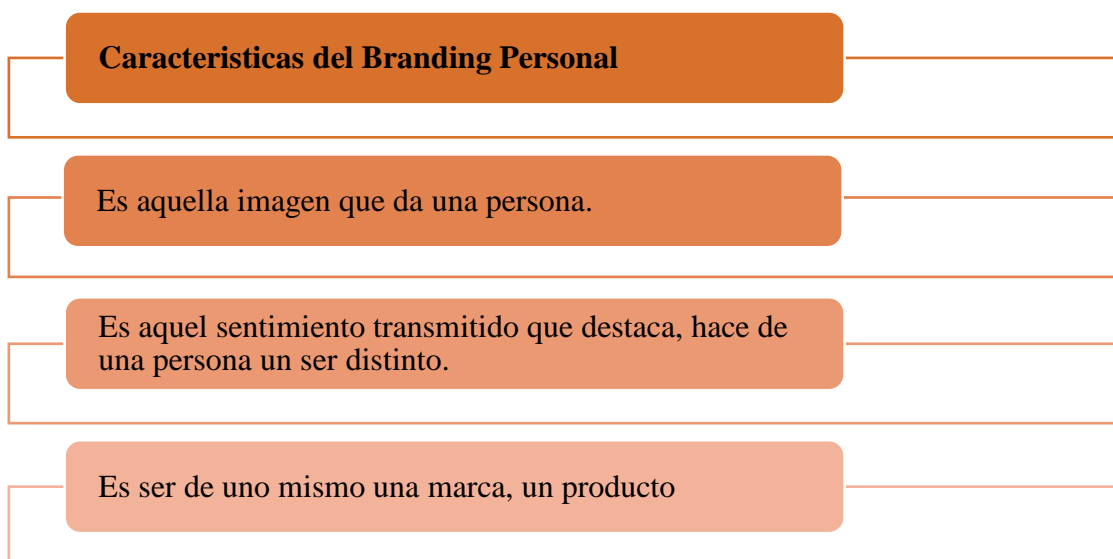 Caracteristicas del Branding Personal
Es aquella imagen que da una persona.
Es aquel sentimiento transmitido que destaca, hace de
una persona un ser distinto.
Es ser de uno mismo una marca, un producto